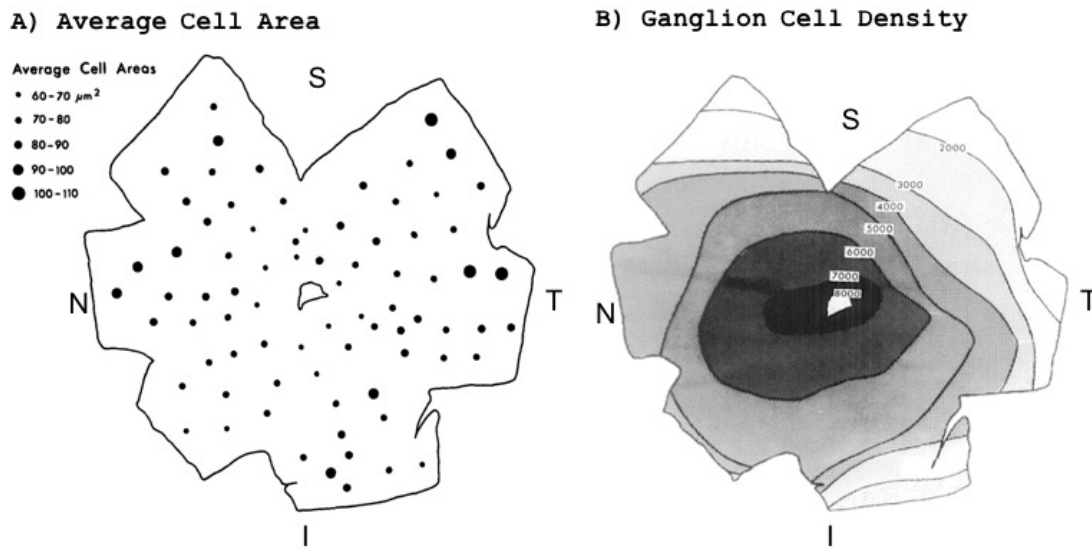 A) Average Cell Area
Average Cell Areas
60-70 µm²
70-80
80-90
90-100
100-110
S
N
T
I
B) Ganglion Cell Density
S
2000
3000
4000
5000
6000
7000
8000
N
T
I